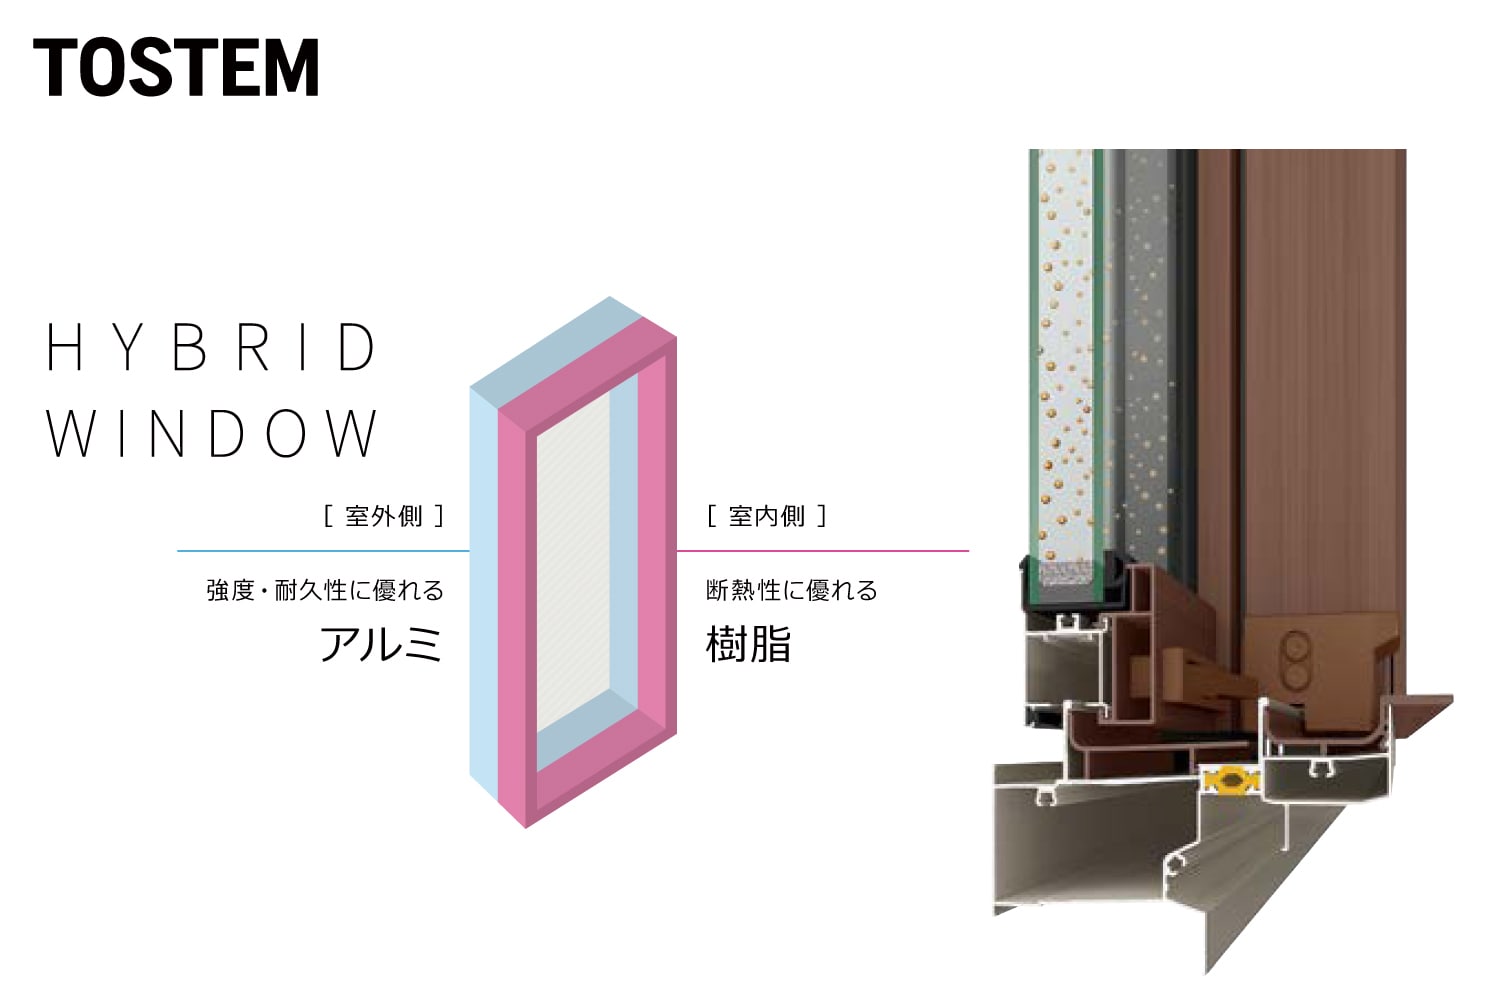 TOSTEM
HYBRID
WINDOW
[ 室外側 ]
強度・耐久性に優れる
アルミ
[ 室内側 ]
断熱性に優れる
樹脂